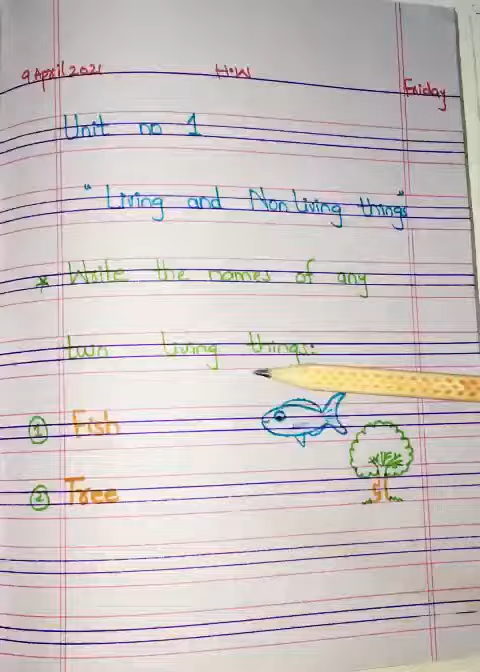 9 April 2021 H.W Friday
Unit no 1
"Living and Non living things"
* Write the names of any
two living things:
① Fish
② Tree